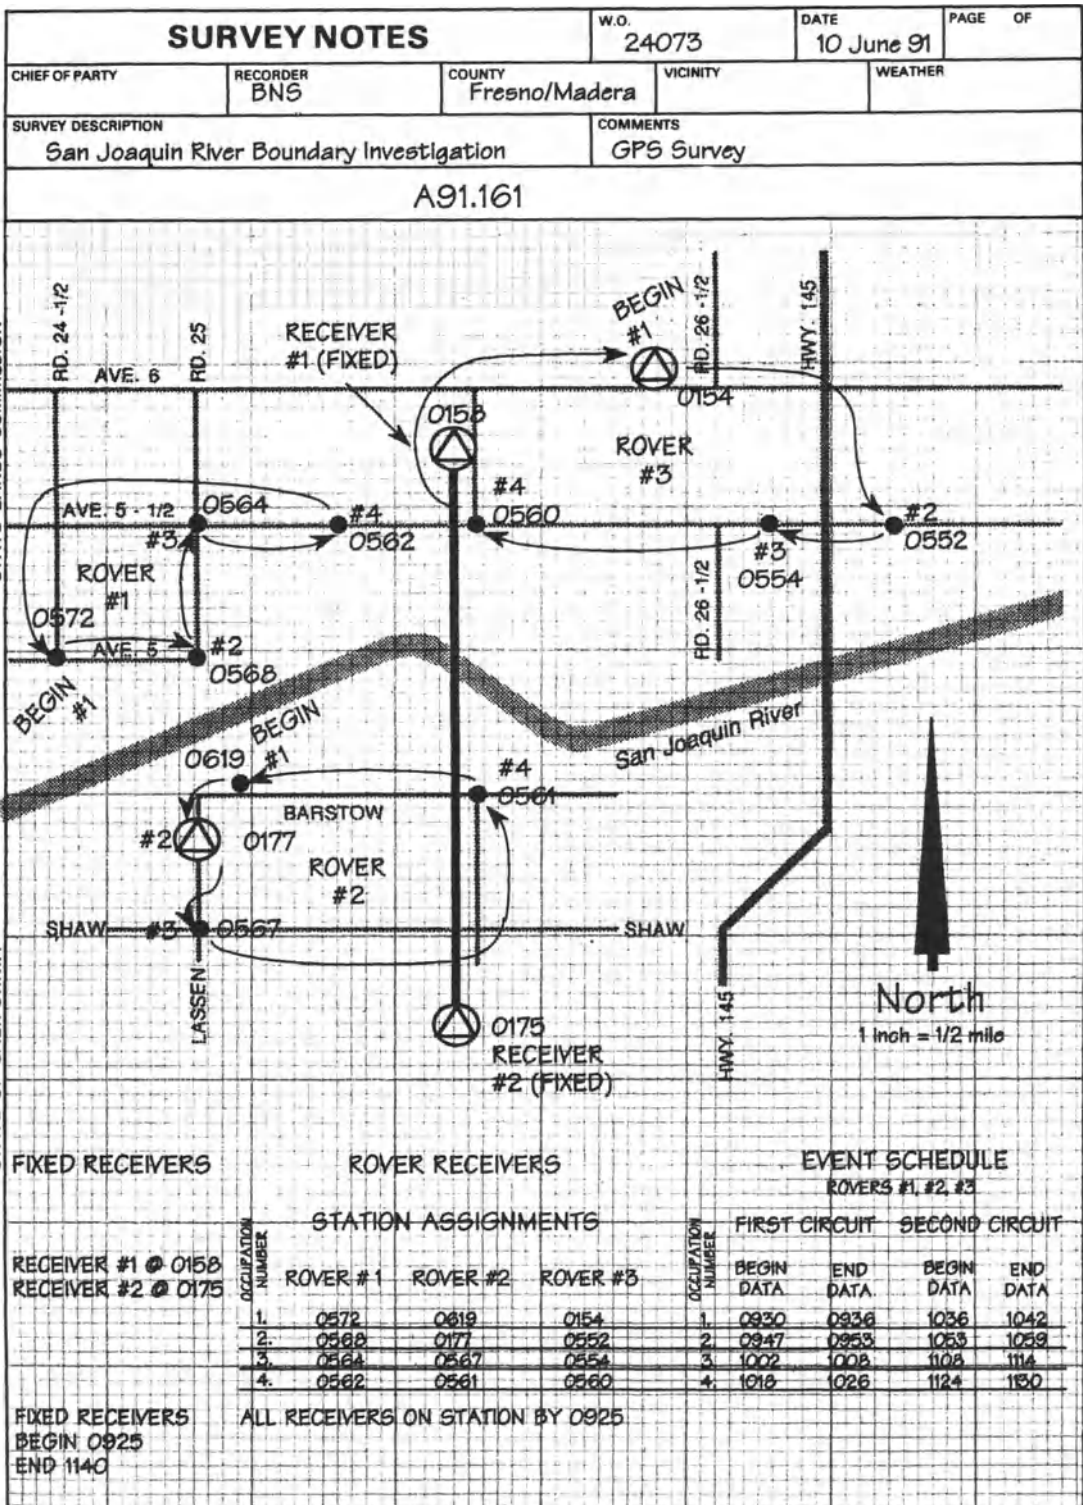 SURVEY NOTES
W.O.
24073
DATE
10 June 91
PAGE OF
CHIEF OF PARTY
RECORDER
BNS
COUNTY
Fresno/Madera
VICINITY
WEATHER
SURVEY DESCRIPTION
San Joaquin River Boundary Investigation
COMMENTS
GPS Survey
A91.161
RD. 24 -1/2
RD. 25
AVE. 6
RECEIVER
#1 (FIXED)
BEGIN
#1
RD. 26 -1/2
HWY. 145
0154
0158
ROVER
#3
AVE. 5 - 1/2
0564
#3
#4
0562
#4
0560
#3
0554
#2
0552
ROVER
#1
0572
AVE. 5
#2
0568
BEGIN
#1
RD. 26 -1/2
San Joaquin River
0619
BEGIN
#1
#4
0561
BARSTOW
#2
0177
ROVER
#2
SHAW
#3
0567
SHAW
LASSEN
0175
RECEIVER
#2 (FIXED)
HWY. 145
North
1 inch = 1/2 mile
FIXED RECEIVERS
RECEIVER #1 @ 0158
RECEIVER #2 @ 0175
ROVER RECEIVERS
STATION ASSIGNMENTS
OCCUPATION NUMBER ROVER # 1 ROVER #2 ROVER #3
1. 0572 0619 0154
2. 0568 0177 0552
3. 0564 0567 0554
4. 0562 0561 0560
EVENT SCHEDULE
ROVERS #1, #2, #3
FIRST CIRCUIT SECOND CIRCUIT
OCCUPATION NUMBER BEGIN DATA END DATA BEGIN DATA END DATA
1. 0930 0936 1036 1042
2. 0947 0953 1053 1059
3. 1002 1008 1108 1114
4. 1018 1026 1124 1130
FIXED RECEIVERS
BEGIN 0925
END 1140
ALL RECEIVERS ON STATION BY 0925